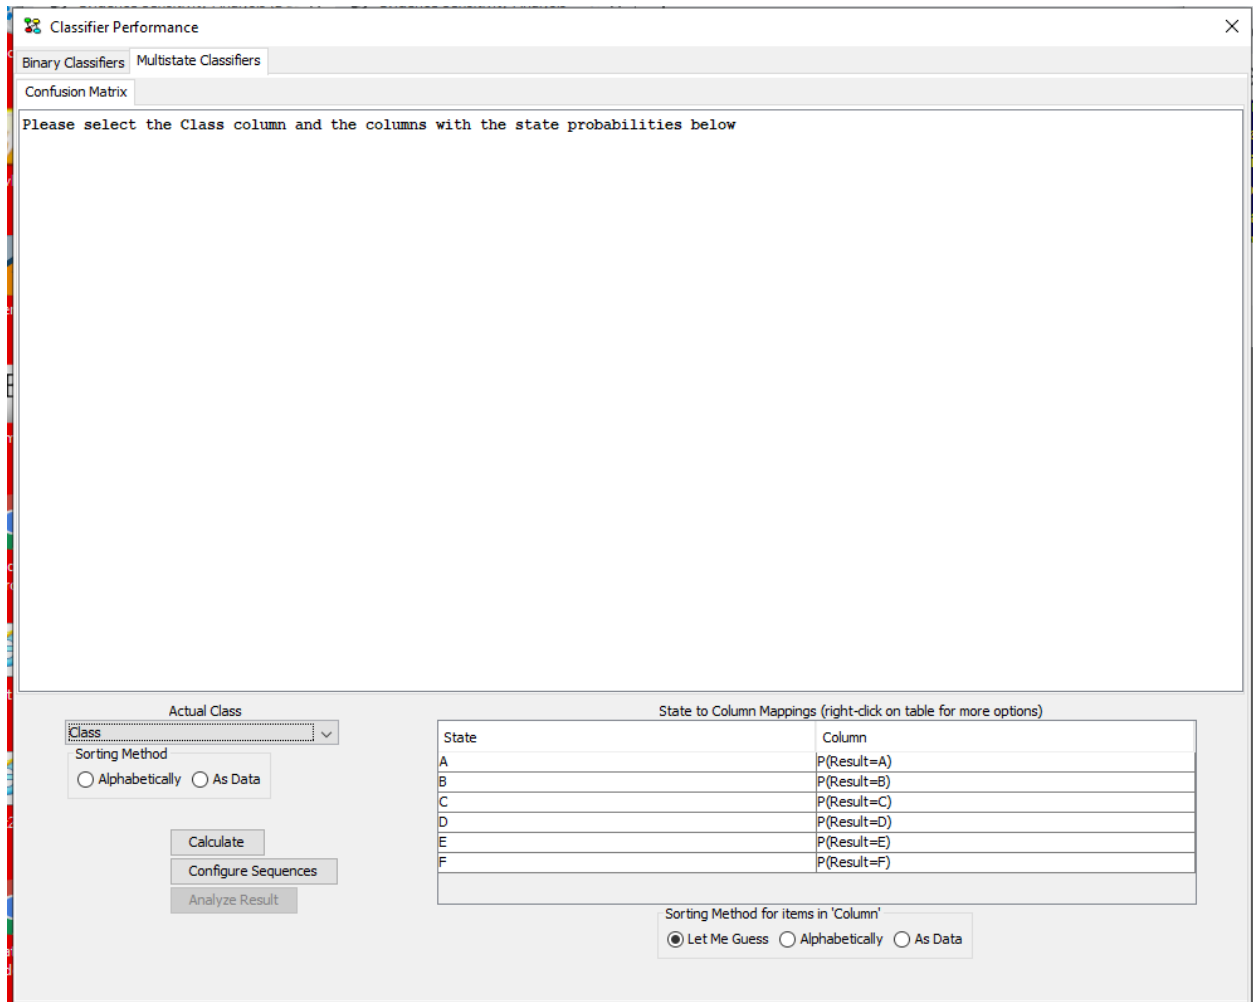 Classifier Performance
Binary Classifiers Multistate Classifiers
Confusion Matrix
Please select the Class column and the columns with the state probabilities below
Actual Class
Class
Sorting Method
Alphabetically As Data
Calculate
Configure Sequences
Analyze Result
State to Column Mappings (right-click on table for more options)
State Column
A P(Result=A)
B P(Result=B)
C P(Result=C)
D P(Result=D)
E P(Result=E)
F P(Result=F)
Sorting Method for items in 'Column'
Let Me Guess Alphabetically As Data